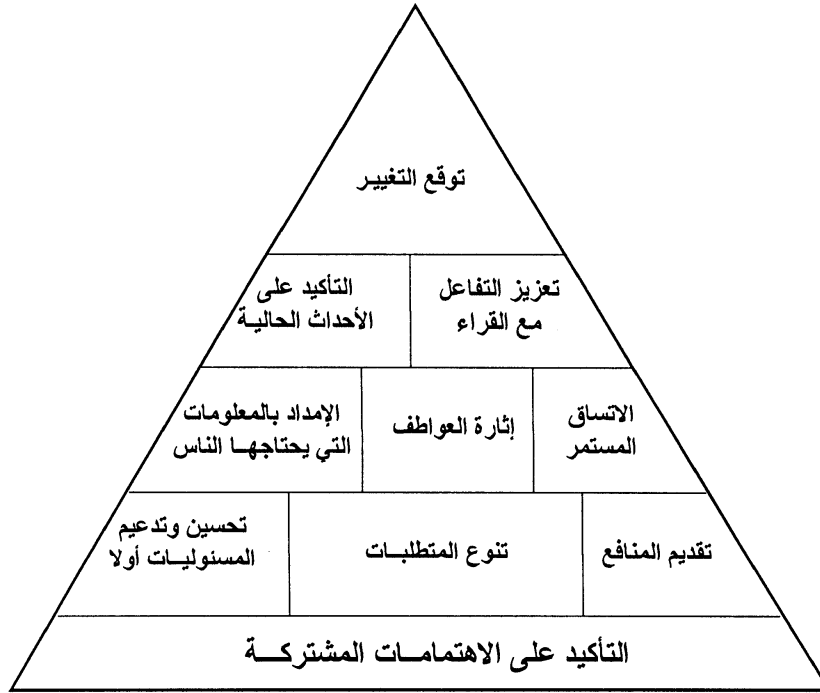 توقع التغيير
تعزيز التفاعل
مع القراء
التأكيد على
الأحداث الحالية
الاتساق
المستمر
إثارة العواطف
الإمداد بالمعلومات
التي يحتاجها الناس
تقديم المنافع
تنوع المتطلبات
تحسين وتدعيم
المسئوليات أولا
التأكيد على الاهتمامات المشتركة